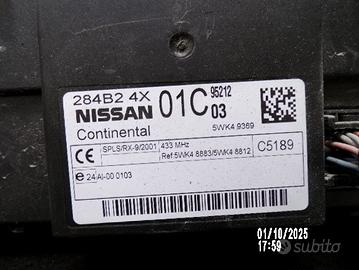 284B2 4X
NISSAN 01C 95212 03
Continental 5WK4 9369
CE SPLS/RX-9/2001 433 MHz C5189
Ref.5WK4 8883/5WK4 8812
e 24 AI-00 0103
01/10/2025
17:59
subito